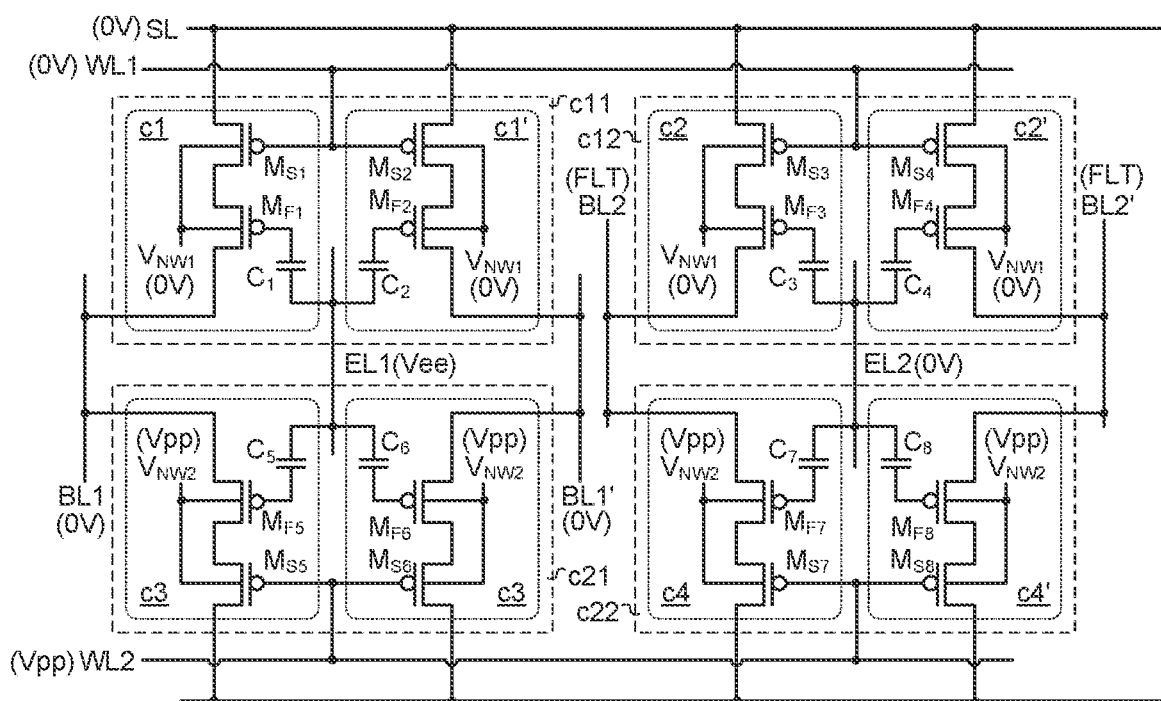 (0V) SL
(0V) WL1
c11
c1
c1'
c12
c2
c2'
MS1
MS2
MS3
MS4
(FLT)
BL2
(FLT)
BL2'
MF1
MF2
MF3
MF4
VNW1
(0V)
C1
C2
VNW1
(0V)
VNW1
(0V)
C3
C4
VNW1
(0V)
EL1(Vee)
EL2(0V)
(Vpp)
VNW2
C5
C6
(Vpp)
VNW2
(Vpp)
VNW2
C7
C8
(Vpp)
VNW2
BL1
(0V)
BL1'
(0V)
MF5
MF6
MF7
MF8
MS5
MS6
MS7
MS8
c3
c3
c21
c22
c4
c4'
(Vpp) WL2